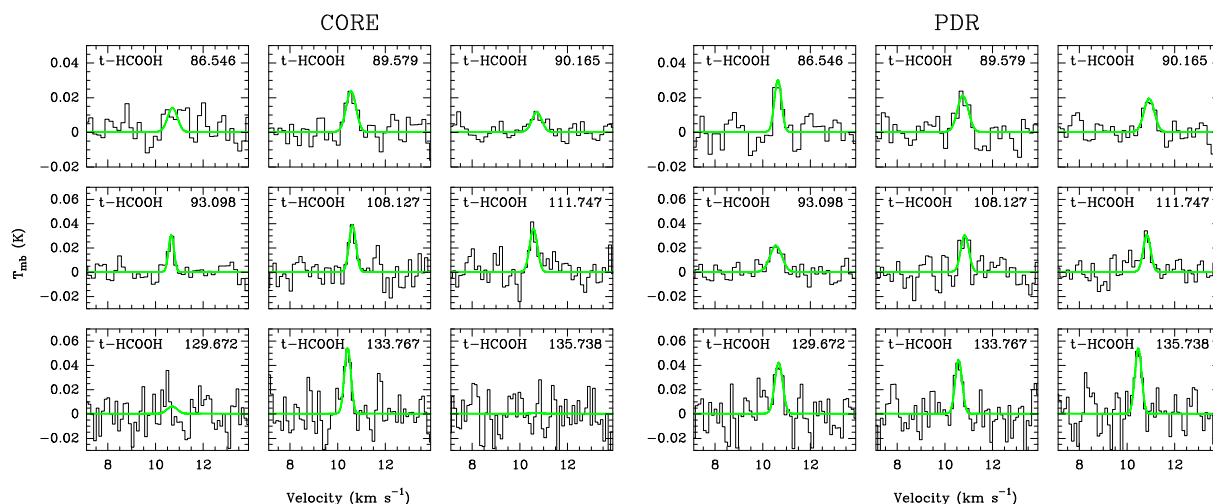 CORE PDR
t-HCOOH 86.546 t-HCOOH 89.579 t-HCOOH 90.165 t-HCOOH 86.546 t-HCOOH 89.579 t-HCOOH 90.165
0.04 0.04
0.02 0.02
0 0
−0.02 −0.02
t-HCOOH 93.098 t-HCOOH 108.127 t-HCOOH 111.747 t-HCOOH 93.098 t-HCOOH 108.127 t-HCOOH 111.747
0.06 0.06
0.04 0.04
0.02 0.02
0 0
−0.02 −0.02
T_mb (K)
t-HCOOH 129.672 t-HCOOH 133.767 t-HCOOH 135.738 t-HCOOH 129.672 t-HCOOH 133.767 t-HCOOH 135.738
0.06 0.06
0.04 0.04
0.02 0.02
0 0
−0.02 −0.02
8 10 12 8 10 12 8 10 12 8 10 12 8 10 12 8 10 12
Velocity (km s⁻¹) Velocity (km s⁻¹)